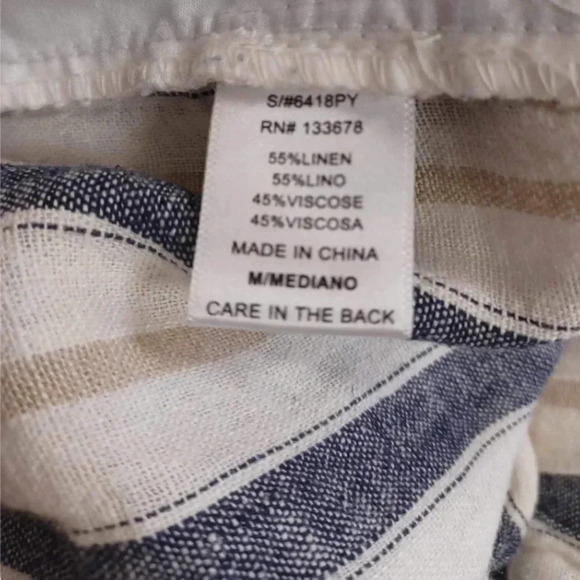 S/#6418PY
RN# 133678
55%LINEN
55%LINO
45%VISCOSE
45%VISCOSA
MADE IN CHINA
M/MEDIANO
CARE IN THE BACK